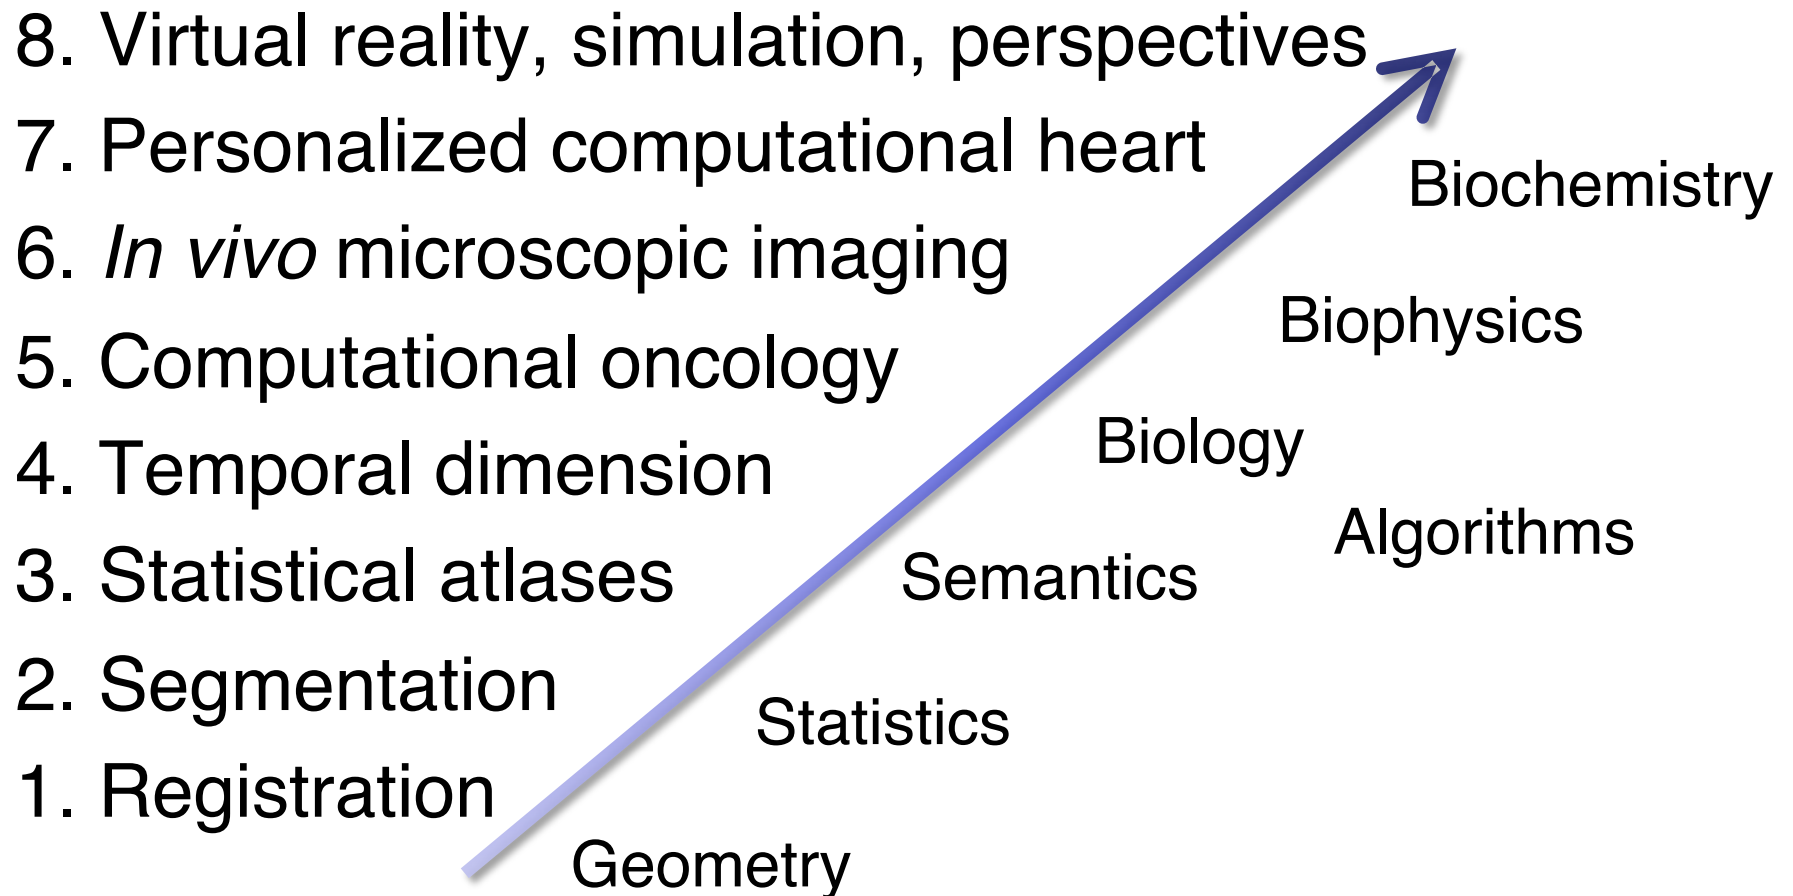 8. Virtual reality, simulation, perspectives
7. Personalized computational heart
Biochemistry
6. In vivo microscopic imaging
Biophysics
5. Computational oncology
Biology
4. Temporal dimension
Algorithms
3. Statistical atlases
Semantics
2. Segmentation
Statistics
1. Registration
Geometry